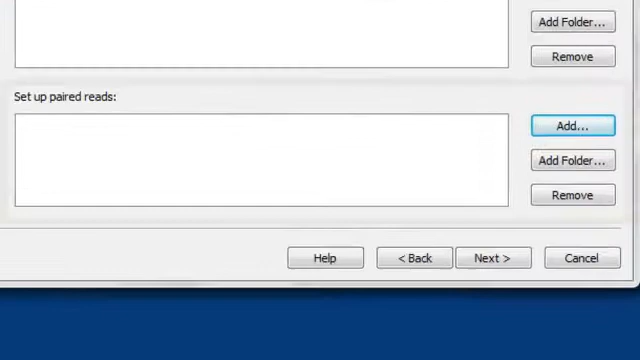 Add Folder...
Remove
Set up paired reads:
Add...
Add Folder...
Remove
Help
< Back
Next >
Cancel